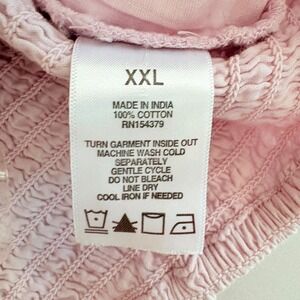 XXL
MADE IN INDIA
100% COTTON
RN154379
TURN GARMENT INSIDE OUT
MACHINE WASH COLD
SEPARATELY
GENTLE CYCLE
DO NOT BLEACH
LINE DRY
COOL IRON IF NEEDED